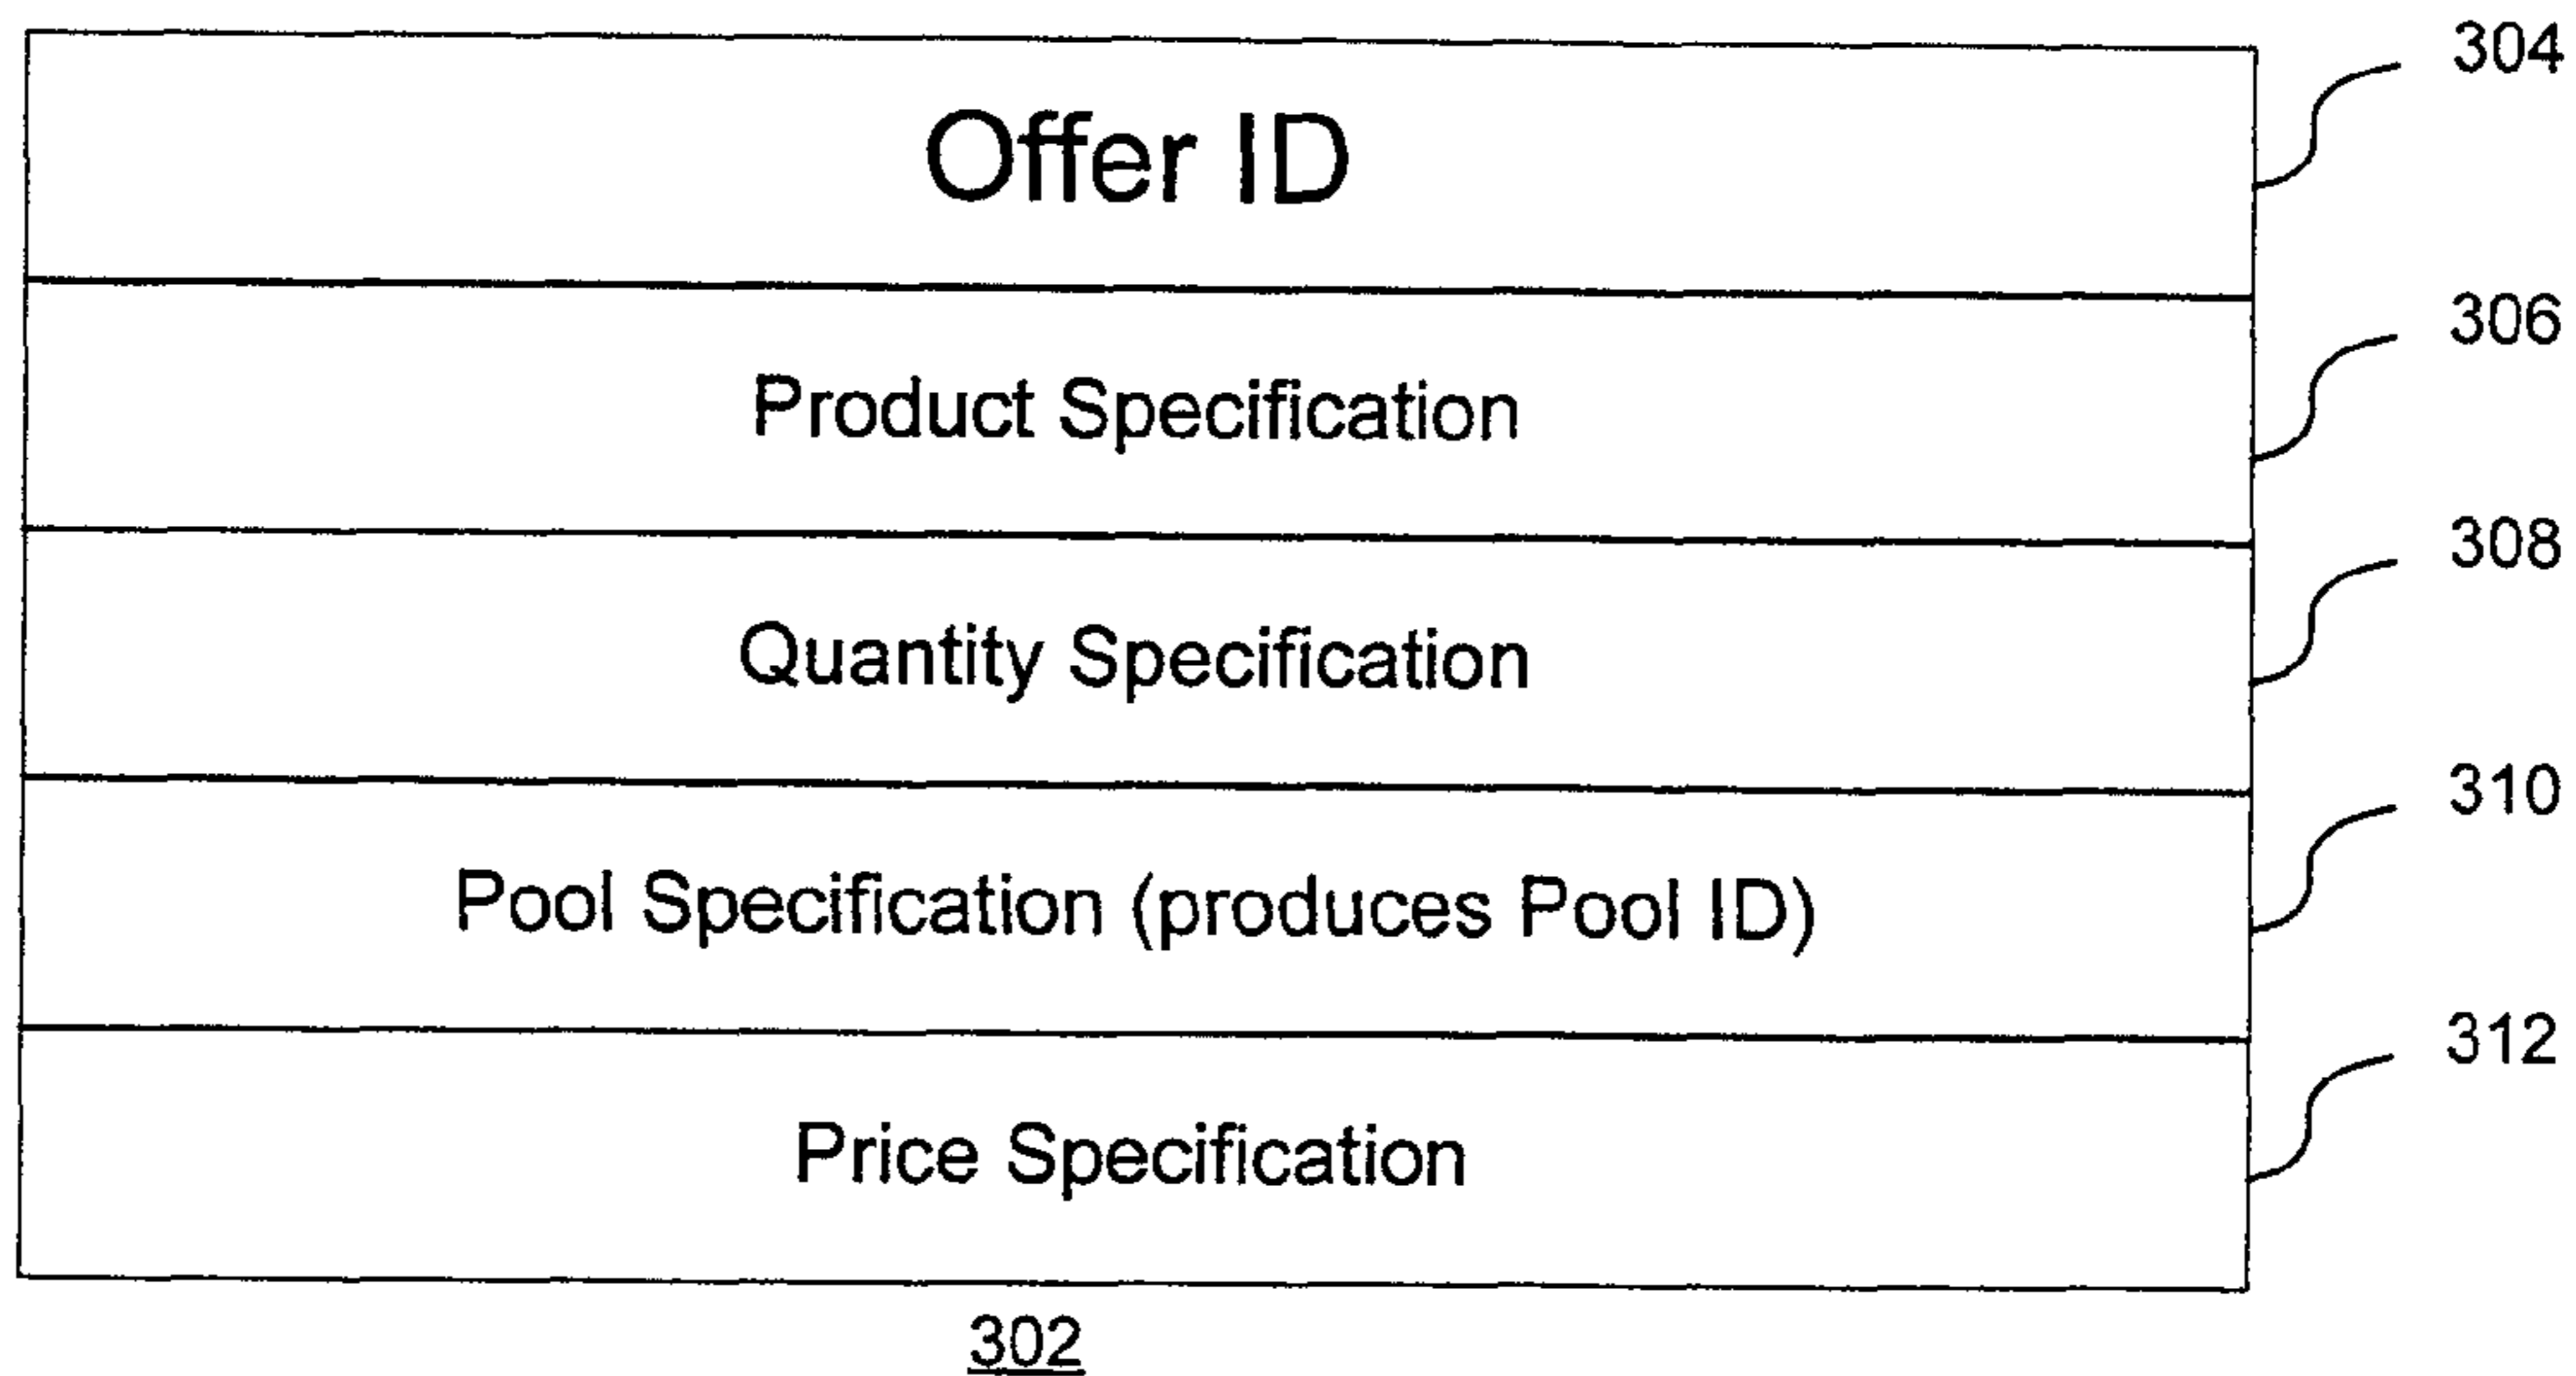 304
Offer ID
306
Product Specification
308
Quantity Specification
310
Pool Specification (produces Pool ID)
312
Price Specification
302